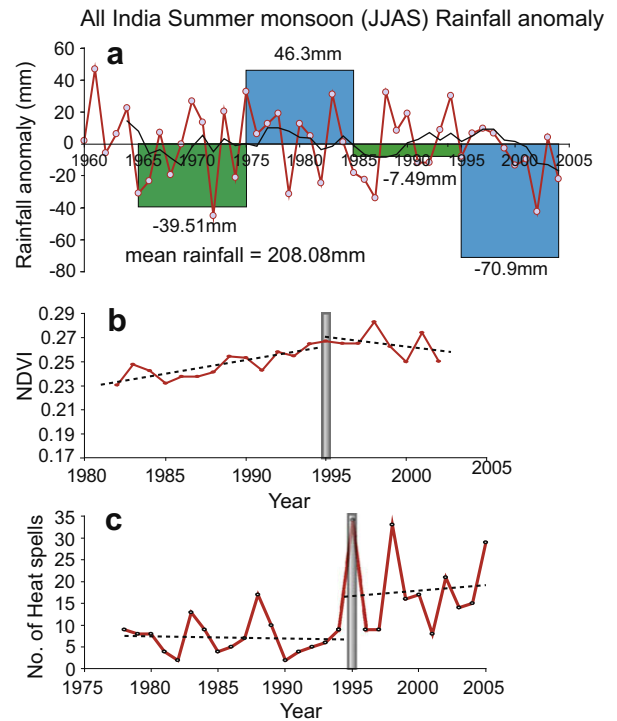 All India Summer monsoon (JJAS) Rainfall anomaly
a
60
40
20
0
-20
-40
-60
-80
Rainfall anomaly (mm)
46.3mm
1960 1965 1970 1975 1980 1985 1990 1995 2000 2005
-7.49mm
-39.51mm
mean rainfall = 208.08mm
-70.9mm
b
0.29
0.27
0.25
0.23
0.21
0.19
0.17
NDVI
1980 1985 1990 1995 2000 2005
Year
c
35
30
25
20
15
10
5
0
No. of Heat spells
1975 1980 1985 1990 1995 2000 2005
Year